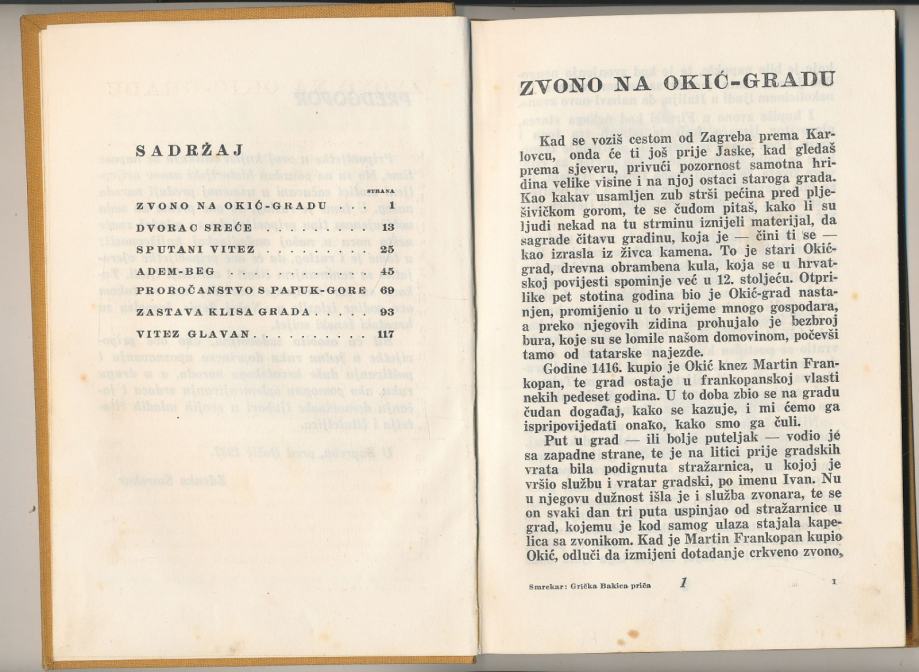 SADRŽAJ
STRANA
ZVONO NA OKIĆ-GRADU . . . 1
DVORAC SREĆE . . . . . . . . 13
SPUTANI VITEZ . . . . . . . . 25
ADEM-BEG . . . . . . . . . . 45
PROROČANSTVO S PAPUK-GORE 69
ZASTAVA KLISA GRADA . . . . . 93
VITEZ GLAVAN . . . . . . . . 117
ZVONO NA OKIĆ-GRADU
Kad se voziš cestom od Zagreba prema Kar-
lovcu, onda će ti još prije Jaske, kad gledaš
prema sjeveru, privući pozornost samotna hri-
dina velike visine i na njoj ostaci staroga grada.
Kao kakav usamljen zub strši pećina pred plje-
šivičkom gorom, te se čudom pitaš, kako li su
ljudi nekad na tu strminu iznijeli materijal, da
sagrade čitavu gradinu, koja je — čini ti se —
kao izrasla iz živca kamena. To je stari Okić-
grad, drevna obrambena kula, koja se u hrvat-
skoj povijesti spominje već u 12. stoljeću. Otpri-
like pet stotina godina bio je Okić-grad nasta-
njen, promijenio u to vrijeme mnogo gospodara,
a preko njegovih zidina prohujalo je bezbroj
bura, koje su se lomile našom domovinom, počevši
tamo od tatarske najezde.
Godine 1416. kupio je Okić knez Martin Fran-
kopan, te grad ostaje u frankopanskoj vlasti
nekih pedeset godina. U to doba zbio se na gradu
čudan događaj, kako se kazuje, i mi ćemo ga
ispripovijedati onako, kako smo ga čuli.
Put u grad — ili bolje puteljak — vodio je
sa zapadne strane, te je na litici prije gradskih
vrata bila podignuta stražarnica, u kojoj je
vršio službu i vratar gradski, po imenu Ivan. Nu
u njegovu dužnost išla je i služba zvonara, te se
on svaki dan tri puta uspinjao od stražarnice u
grad, kojemu je kod samog ulaza stajala kape-
lica sa zvonikom. Kad je Martin Frankopan kupio
Okić, odluči da izmijeni dotadanje crkveno zvono,
Smrekar: Grička Bakica priča 1 1